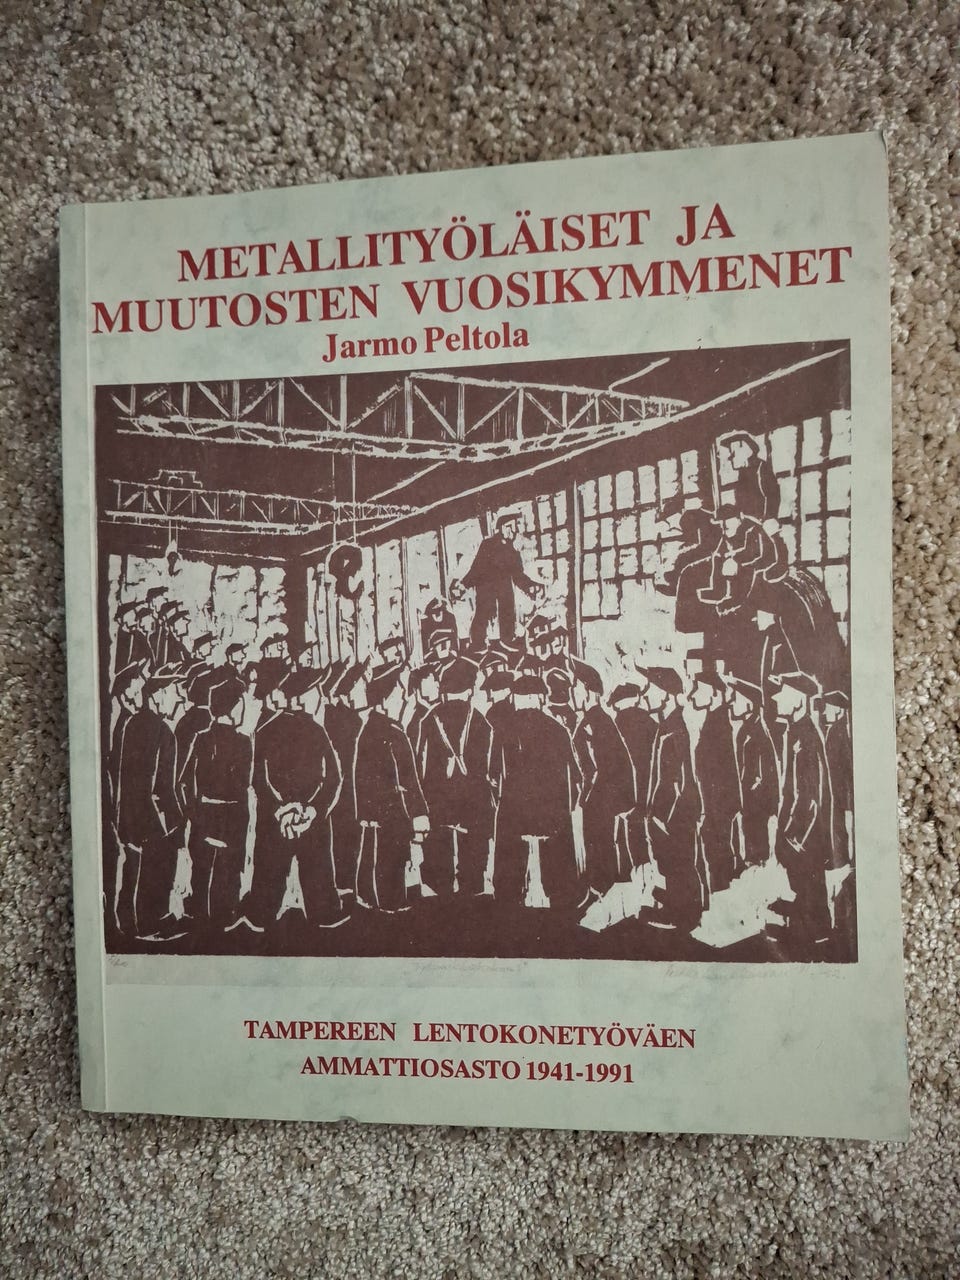 METALLITYÖLÄISET JA
MUUTOSTEN VUOSIKYMMENET
Jarmo Peltola
TAMPEREEN LENTOKONETYÖVÄEN
AMMATTIOSASTO 1941-1991